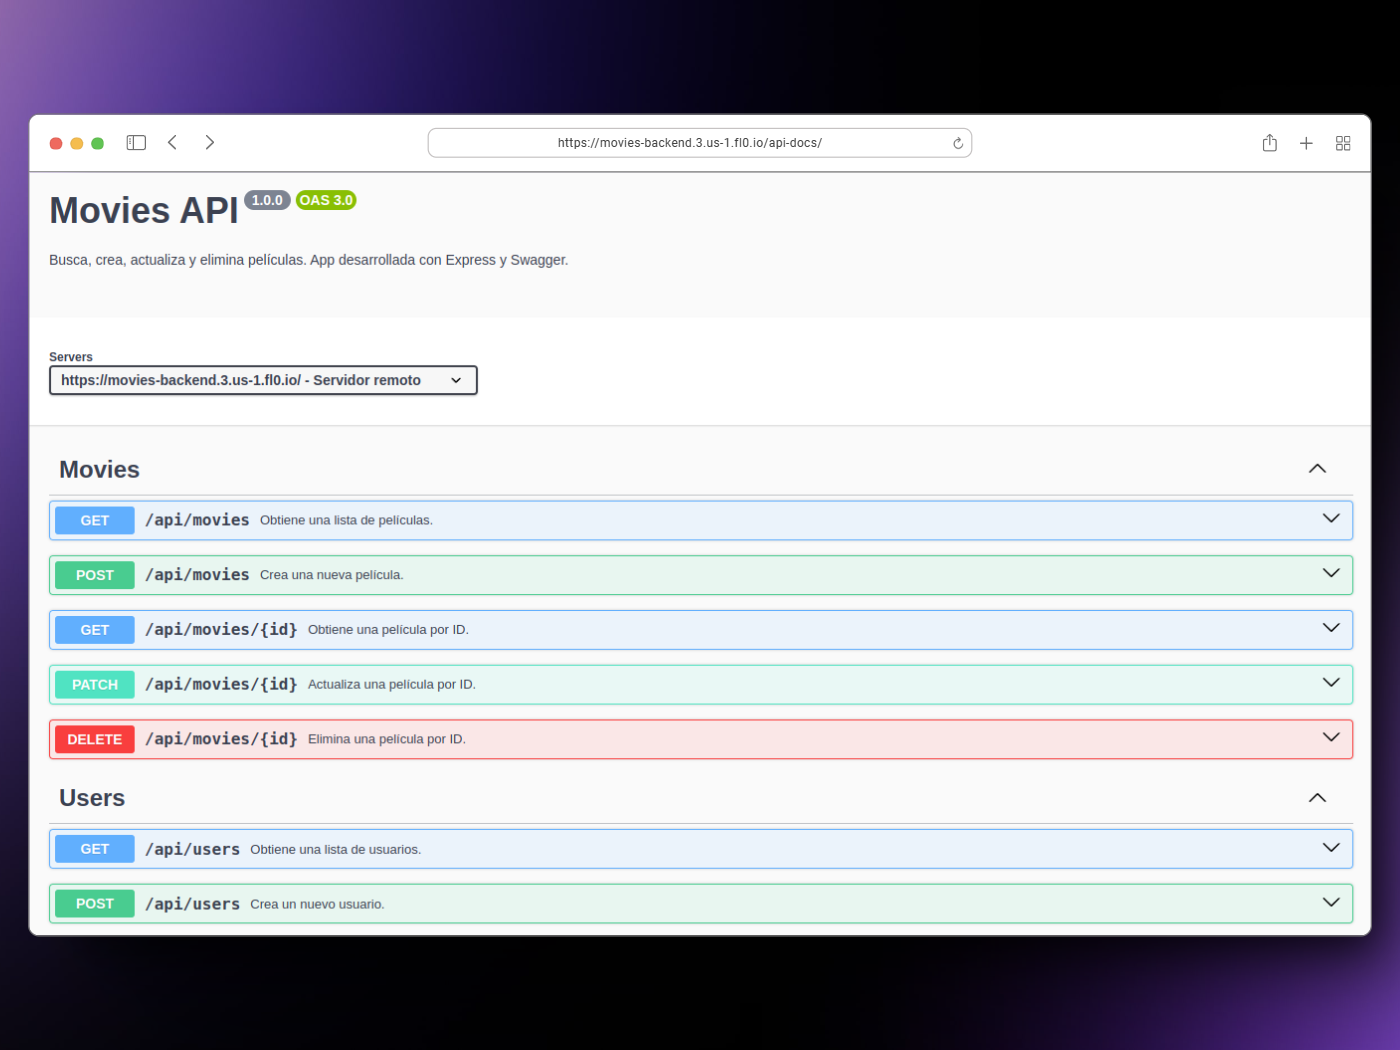 https://movies-backend.3.us-1.fl0.io/api-docs/
Movies API 1.0.0 OAS 3.0
Busca, crea, actualiza y elimina películas. App desarrollada con Express y Swagger.
Servers
https://movies-backend.3.us-1.fl0.io/ - Servidor remoto
Movies
GET /api/movies Obtiene una lista de películas.
POST /api/movies Crea una nueva película.
GET /api/movies/{id} Obtiene una película por ID.
PATCH /api/movies/{id} Actualiza una película por ID.
DELETE /api/movies/{id} Elimina una película por ID.
Users
GET /api/users Obtiene una lista de usuarios.
POST /api/users Crea un nuevo usuario.